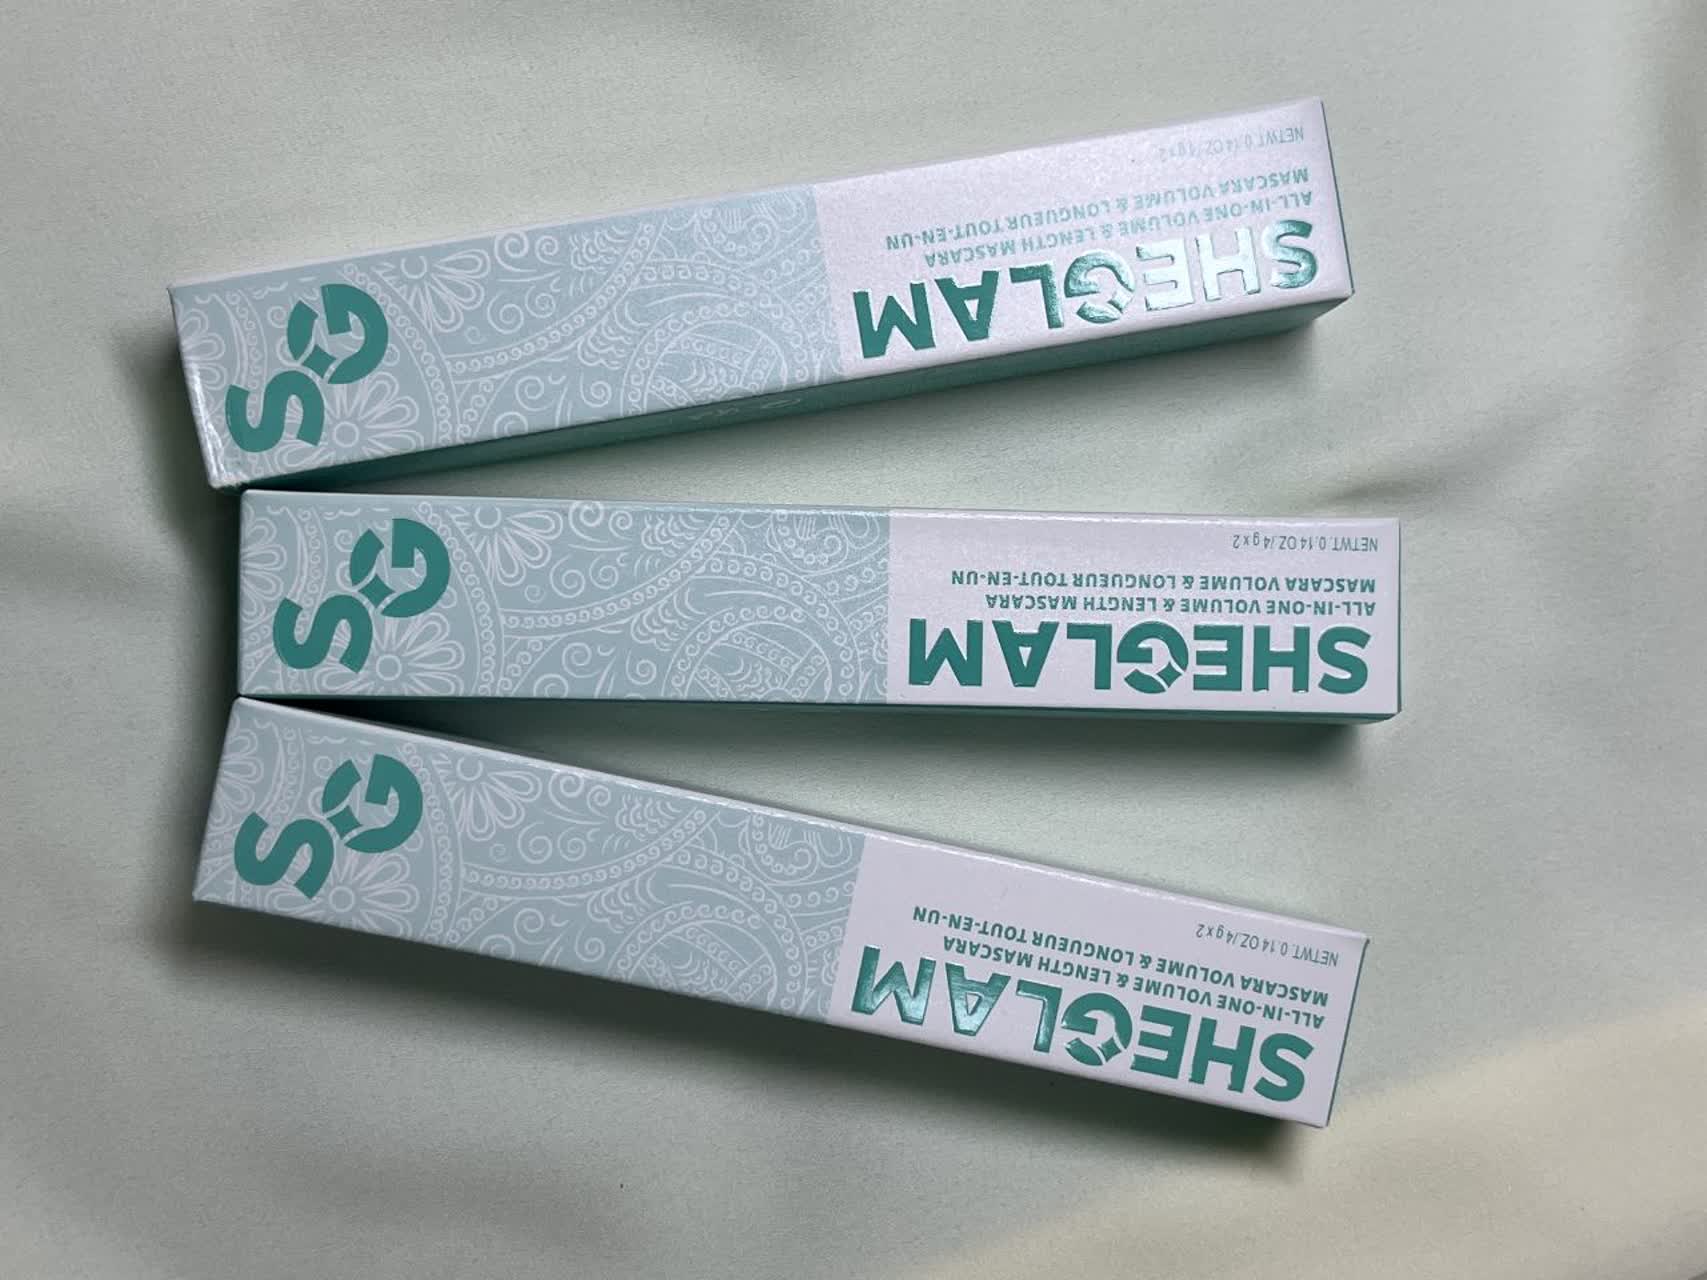 SG
SHEGLAM
ALL-IN-ONE VOLUME & LENGTH MASCARA
MASCARA VOLUME & LONGUEUR TOUT-EN-UN
NETWT. 0.14 OZ./4g x 2
SG
SHEGLAM
ALL-IN-ONE VOLUME & LENGTH MASCARA
MASCARA VOLUME & LONGUEUR TOUT-EN-UN
NETWT. 0.14 OZ./4g x 2
SG
SHEGLAM
ALL-IN-ONE VOLUME & LENGTH MASCARA
MASCARA VOLUME & LONGUEUR TOUT-EN-UN
NETWT. 0.14 OZ./4g x 2